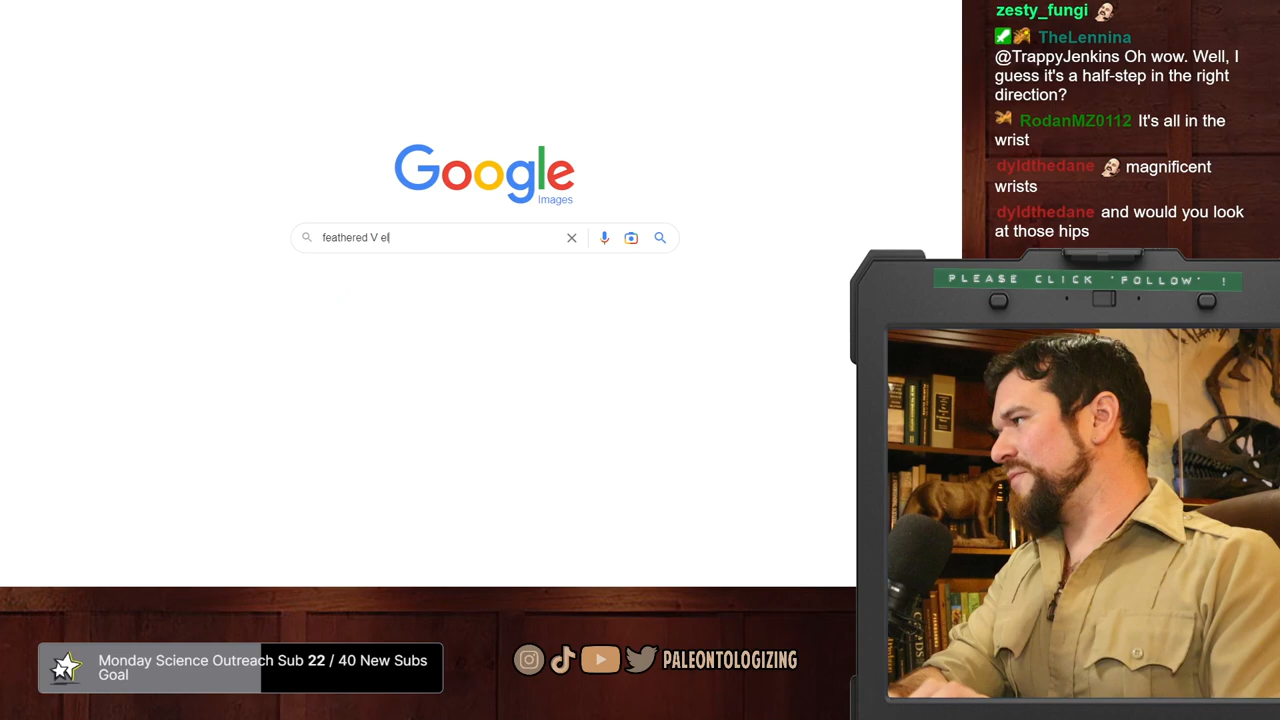 Google
Images
feathered V el
zesty_fungi
TheLennina
@TrappyJenkins Oh wow. Well, I
guess it's a half-step in the right
direction?
RodanMZ0112 It's all in the
wrist
dyldthedane magnificent
wrists
dyldthedane and would you look
at those hips
PLEASE CLICK 'FOLLOW' !
Monday Science Outreach Sub 22 / 40 New Subs
Goal
PALEONTOLOGIZING